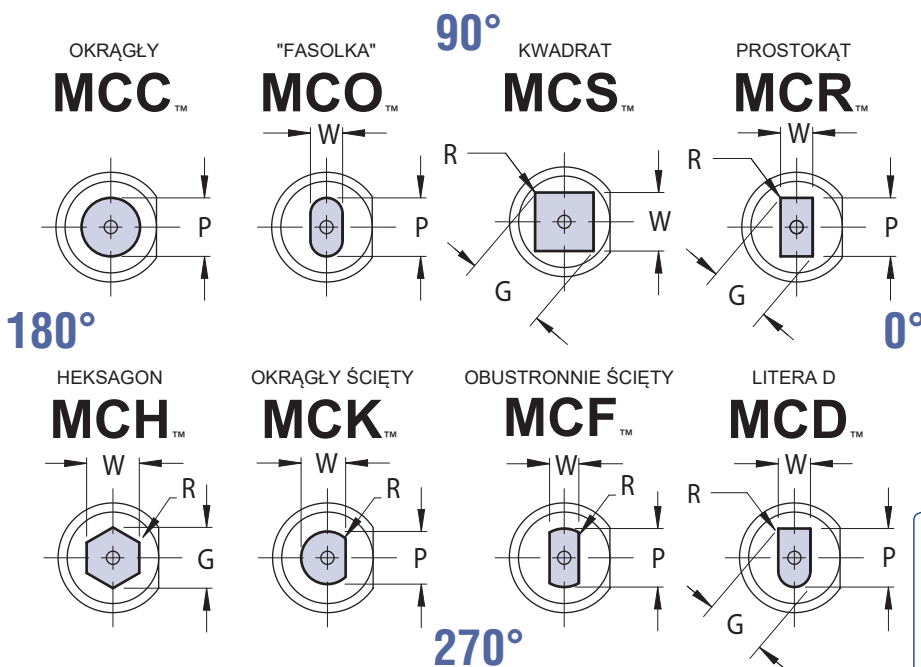 90°
OKRĄGŁY
MCC™
P
"FASOLKA"
MCO™
W
P
KWADRAT
MCS™
R
W
G
PROSTOKĄT
MCR™
W
R
P
G
180°
0°
HEKSAGON
MCH™
W
R
G
OKRĄGŁY ŚCIĘTY
MCK™
W
R
P
OBUSTRONNIE ŚCIĘTY
MCF™
W
R
P
LITERA D
MCD™
W
R
P
G
270°